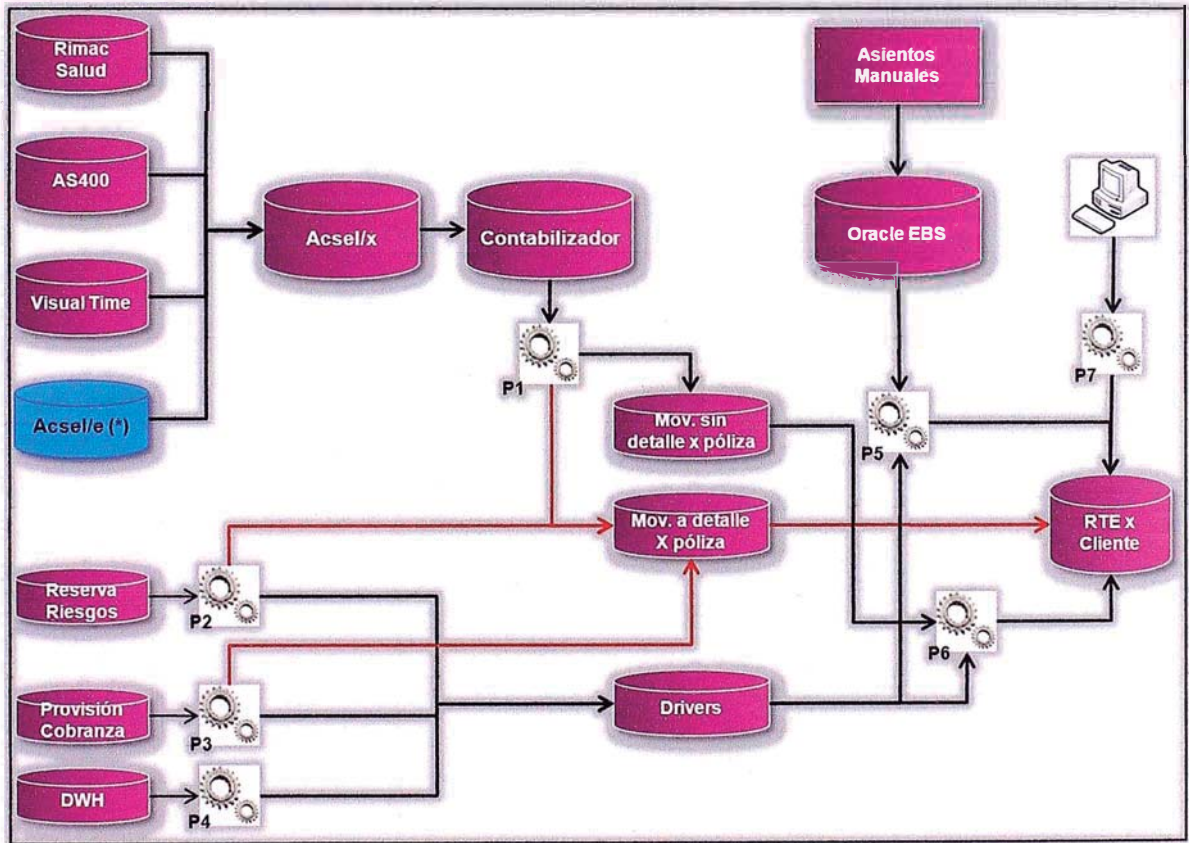 Rimac
Salud
Asientos
Manuales
AS400
Acsel/x
Contabilizador
Oracle EBS
Visual Time
P1
P7
Acsel/e (*)
Mov. sin
detalle x póliza
P5
Mov. a detalle
X póliza
RTE x
Cliente
Reserva
Riesgos
P2
P6
Provisión
Cobranza
P3
Drivers
DWH
P4